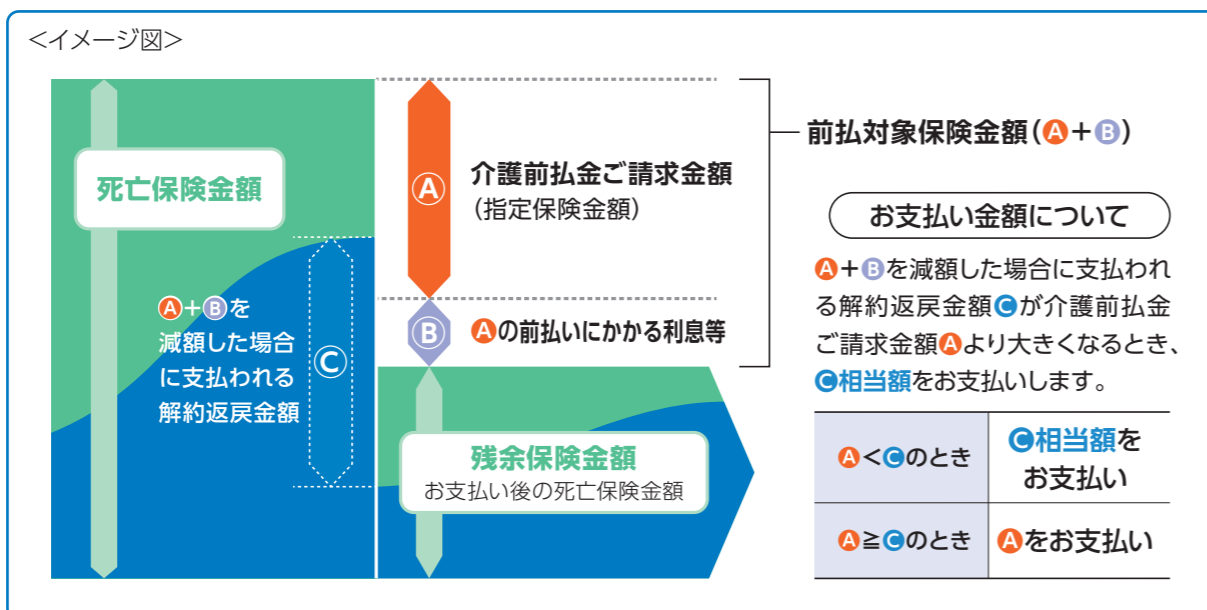 ＜イメージ図＞
死亡保険金額
Ⓐ＋Ⓑを
減額した場合
に支払われる
解約返戻金額
Ⓒ
Ⓐ
介護前払金ご請求金額
（指定保険金額）
Ⓑ
Ⓐの前払いにかかる利息等
残余保険金額
お支払い後の死亡保険金額
前払対象保険金額（Ⓐ＋Ⓑ）
お支払い金額について
Ⓐ＋Ⓑを減額した場合に支払われ
る解約返戻金額Ⓒが介護前払金
ご請求金額Ⓐより大きくなるとき、
Ⓒ相当額をお支払いします。
Ⓐ＜Ⓒのとき
Ⓒ相当額を
お支払い
Ⓐ≧Ⓒのとき
Ⓐをお支払い